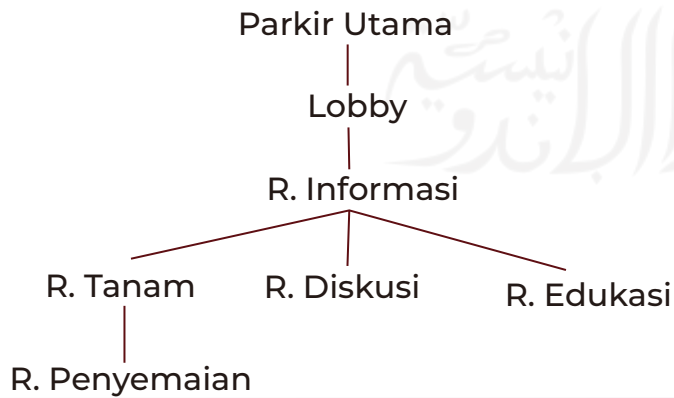 Parkir Utama
Lobby
R. Informasi
R. Tanam
R. Diskusi
R. Edukasi
R. Penyemaian